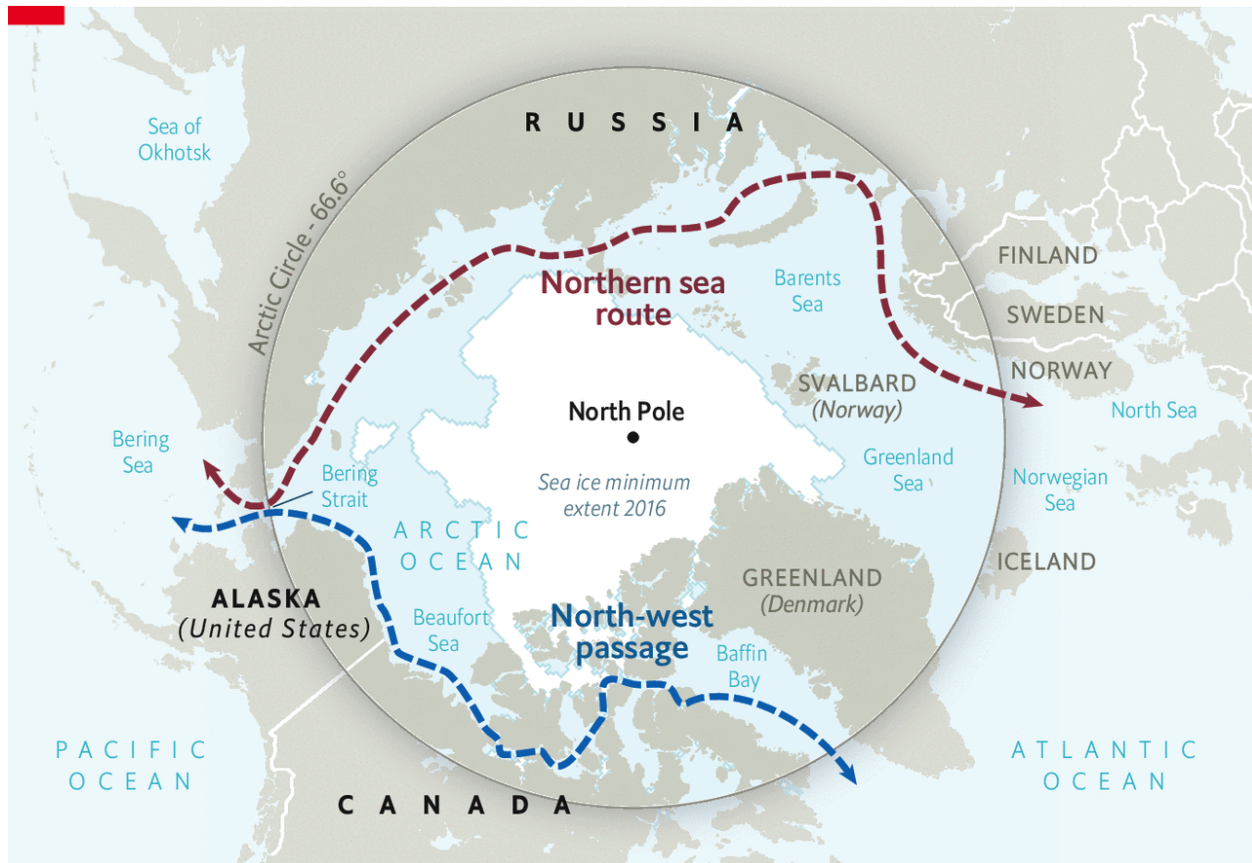 RUSSIA
Sea of
Okhotsk
Arctic Circle - 66.6°
Northern sea
route
Barents
Sea
FINLAND
SWEDEN
NORWAY
SVALBARD
(Norway)
North Sea
North Pole
Bering
Sea
Bering
Strait
Greenland
Sea
Norwegian
Sea
Sea ice minimum
extent 2016
ARCTIC
OCEAN
ICELAND
GREENLAND
(Denmark)
ALASKA
(United States)
Beaufort
Sea
North-west
passage
Baffin
Bay
PACIFIC
OCEAN
ATLANTIC
OCEAN
CANADA